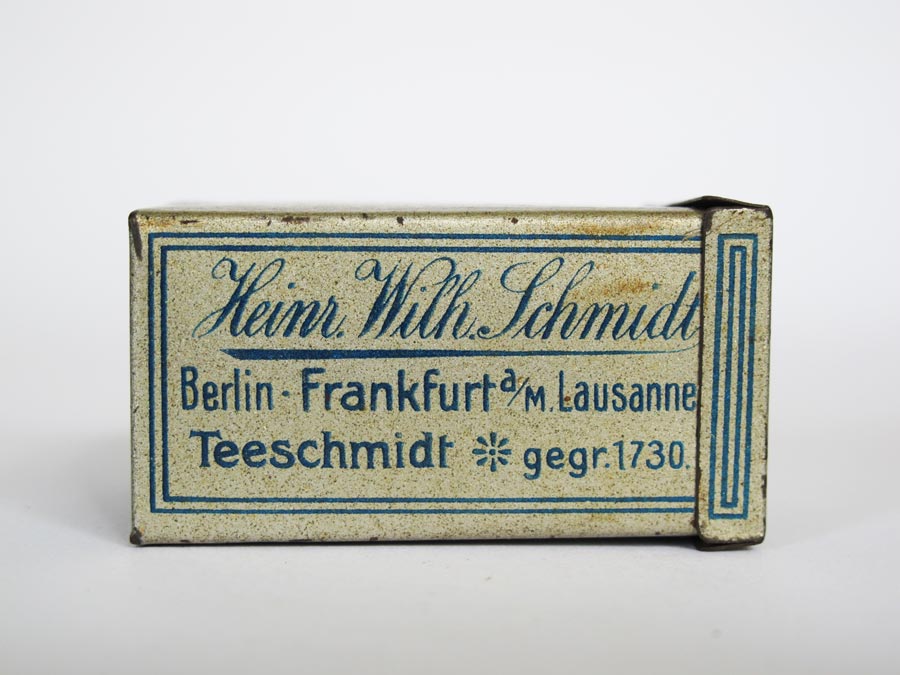 Heinr. Wilh. Schmidt
Berlin · Frankfurt a/M. Lausanne
Teeschmidt ❊ gegr. 1730.